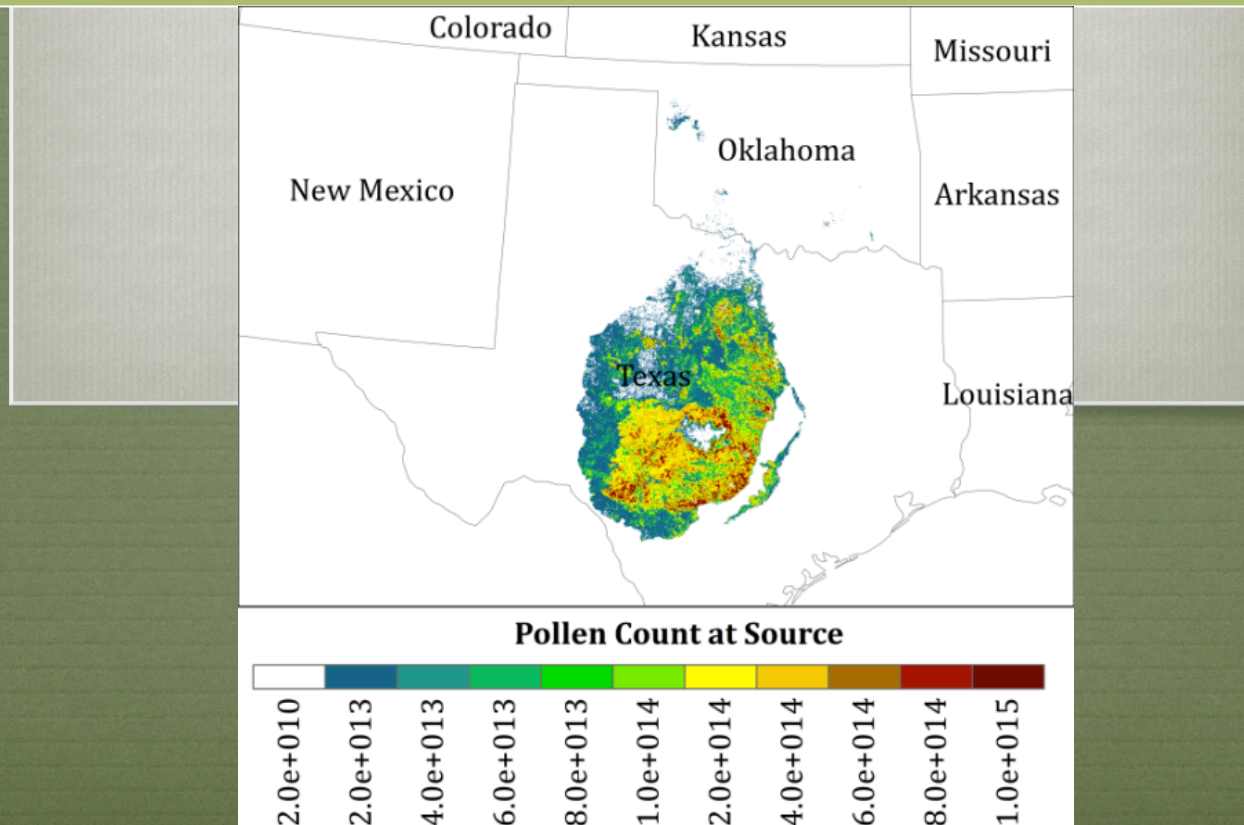 Colorado
Kansas
Missouri
Oklahoma
New Mexico
Arkansas
Texas
Louisiana
Pollen Count at Source
2.0e+010
2.0e+013
4.0e+013
6.0e+013
8.0e+013
1.0e+014
2.0e+014
4.0e+014
6.0e+014
8.0e+014
1.0e+015